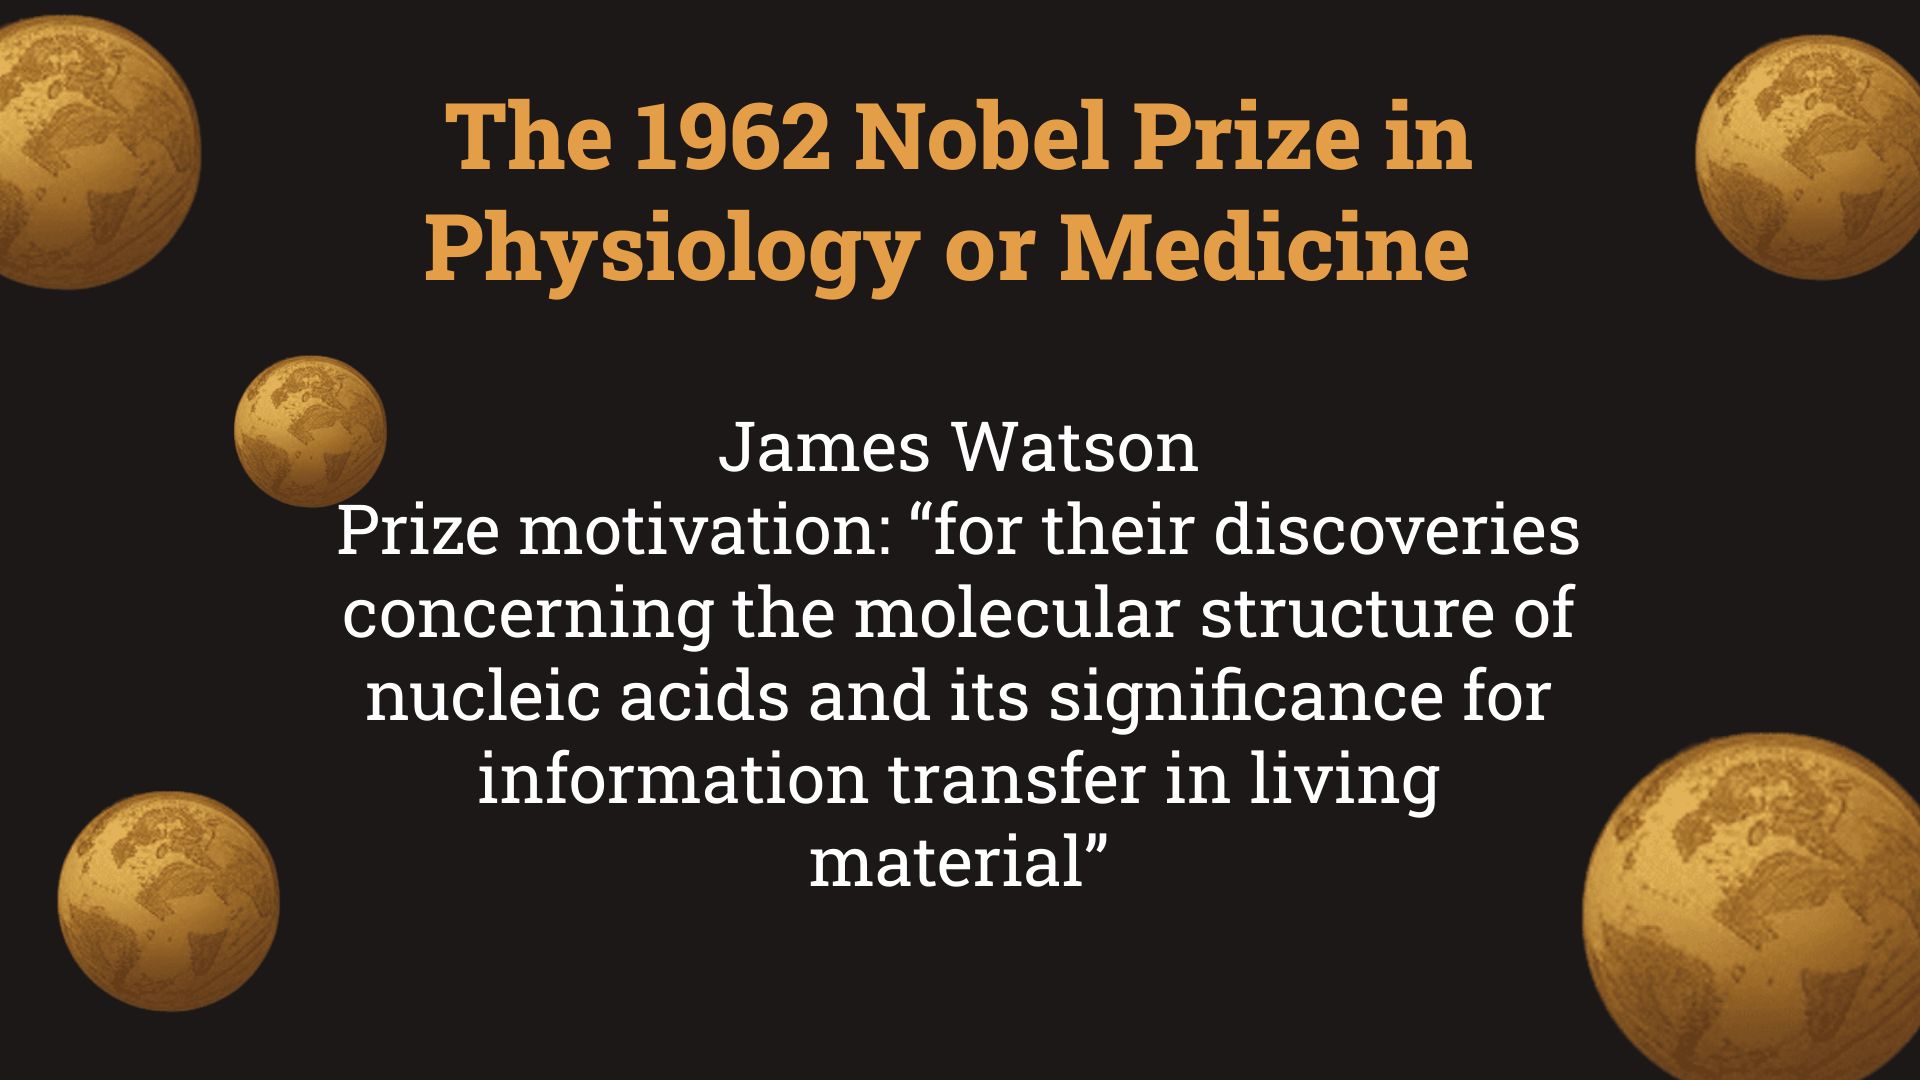 The 1962 Nobel Prize in
Physiology or Medicine
James Watson
Prize motivation: “for their discoveries
concerning the molecular structure of
nucleic acids and its significance for
information transfer in living
material”